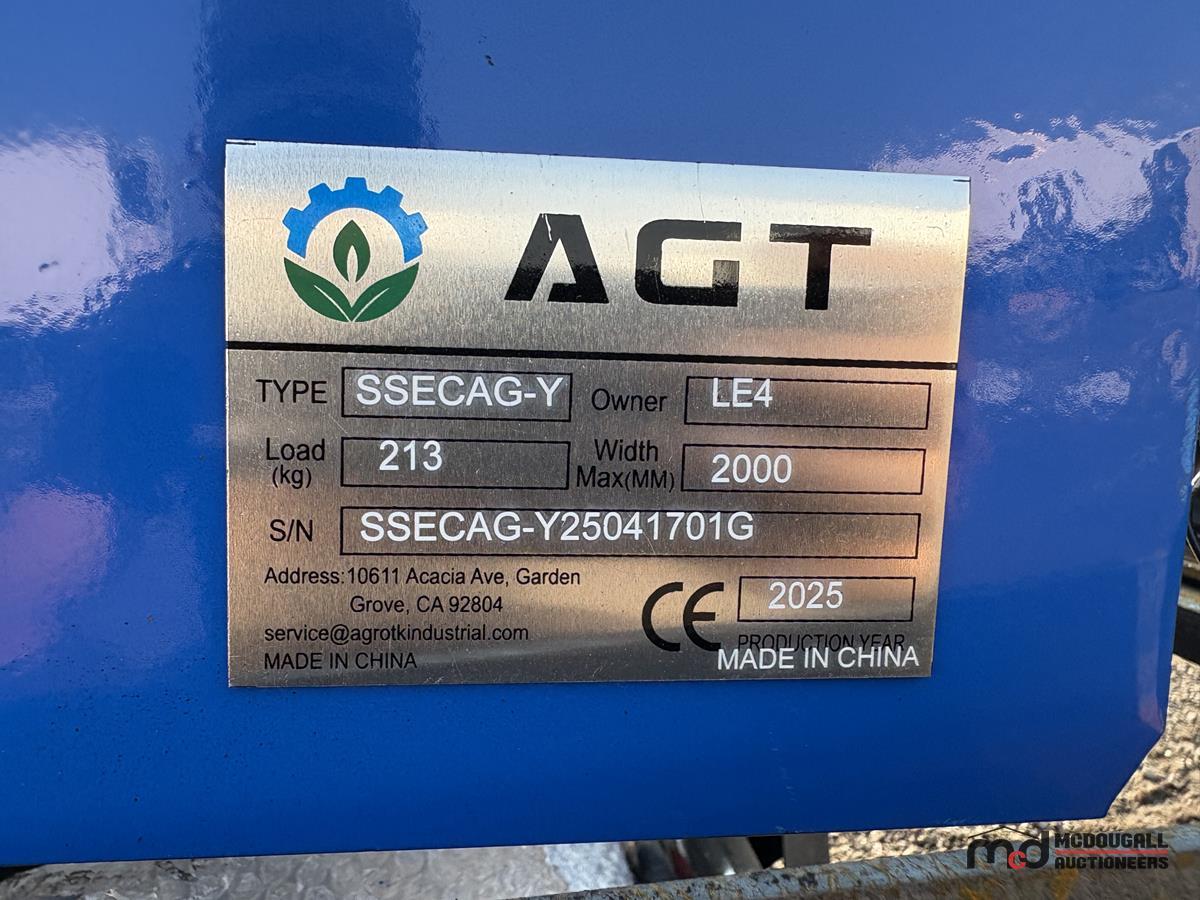 AGT
TYPE SSECAG-Y Owner LE4
Load (kg) 213 Width Max(MM) 2000
S/N SSECAG-Y25041701G
Address:10611 Acacia Ave, Garden
Grove, CA 92804
service@agrotkindustrial.com
MADE IN CHINA
CE 2025
PRODUCTION YEAR
MADE IN CHINA
mcd MCDOUGALL
AUCTIONEERS